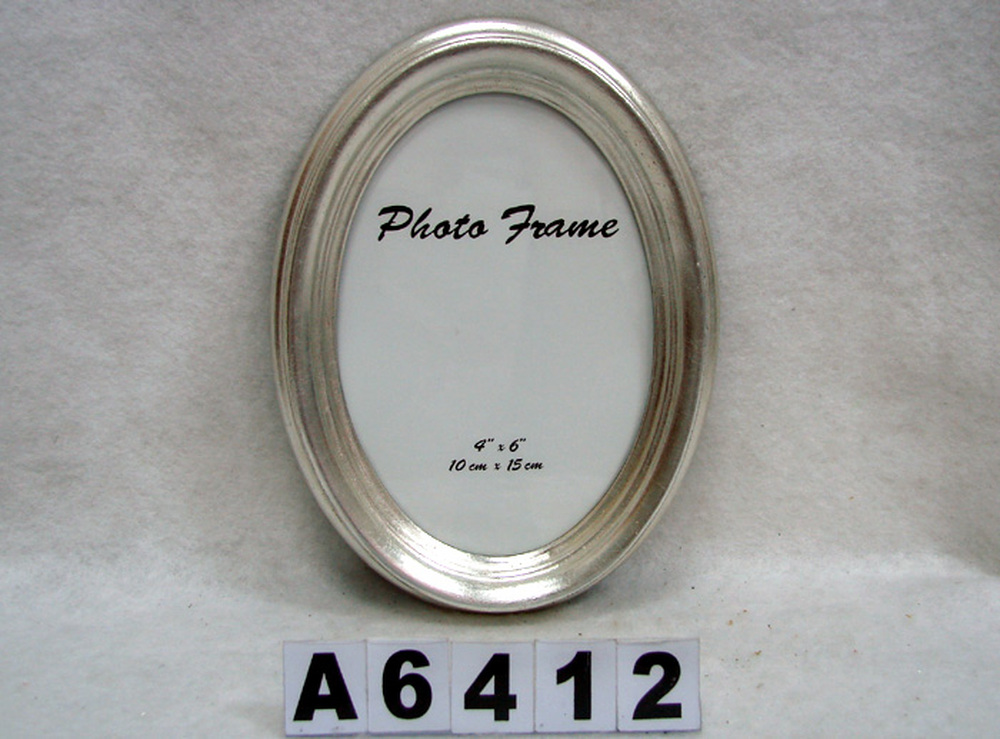 Photo Frame
4" x 6"
10 cm x 15 cm
A6412